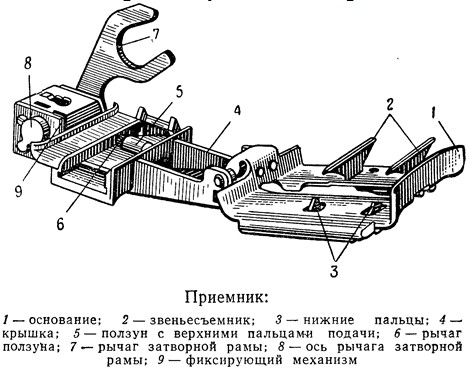 7
8
5
4
2
1
9
6
3
Приемник:
1 — основание; 2 — звеньесъемник; 3 — нижние пальцы; 4 —
крышка; 5 — ползун с верхними пальцами подачи; 6 — рычаг
ползуна; 7 — рычаг затворной рамы; 8 — ось рычага затворной
рамы; 9 — фиксирующий механизм